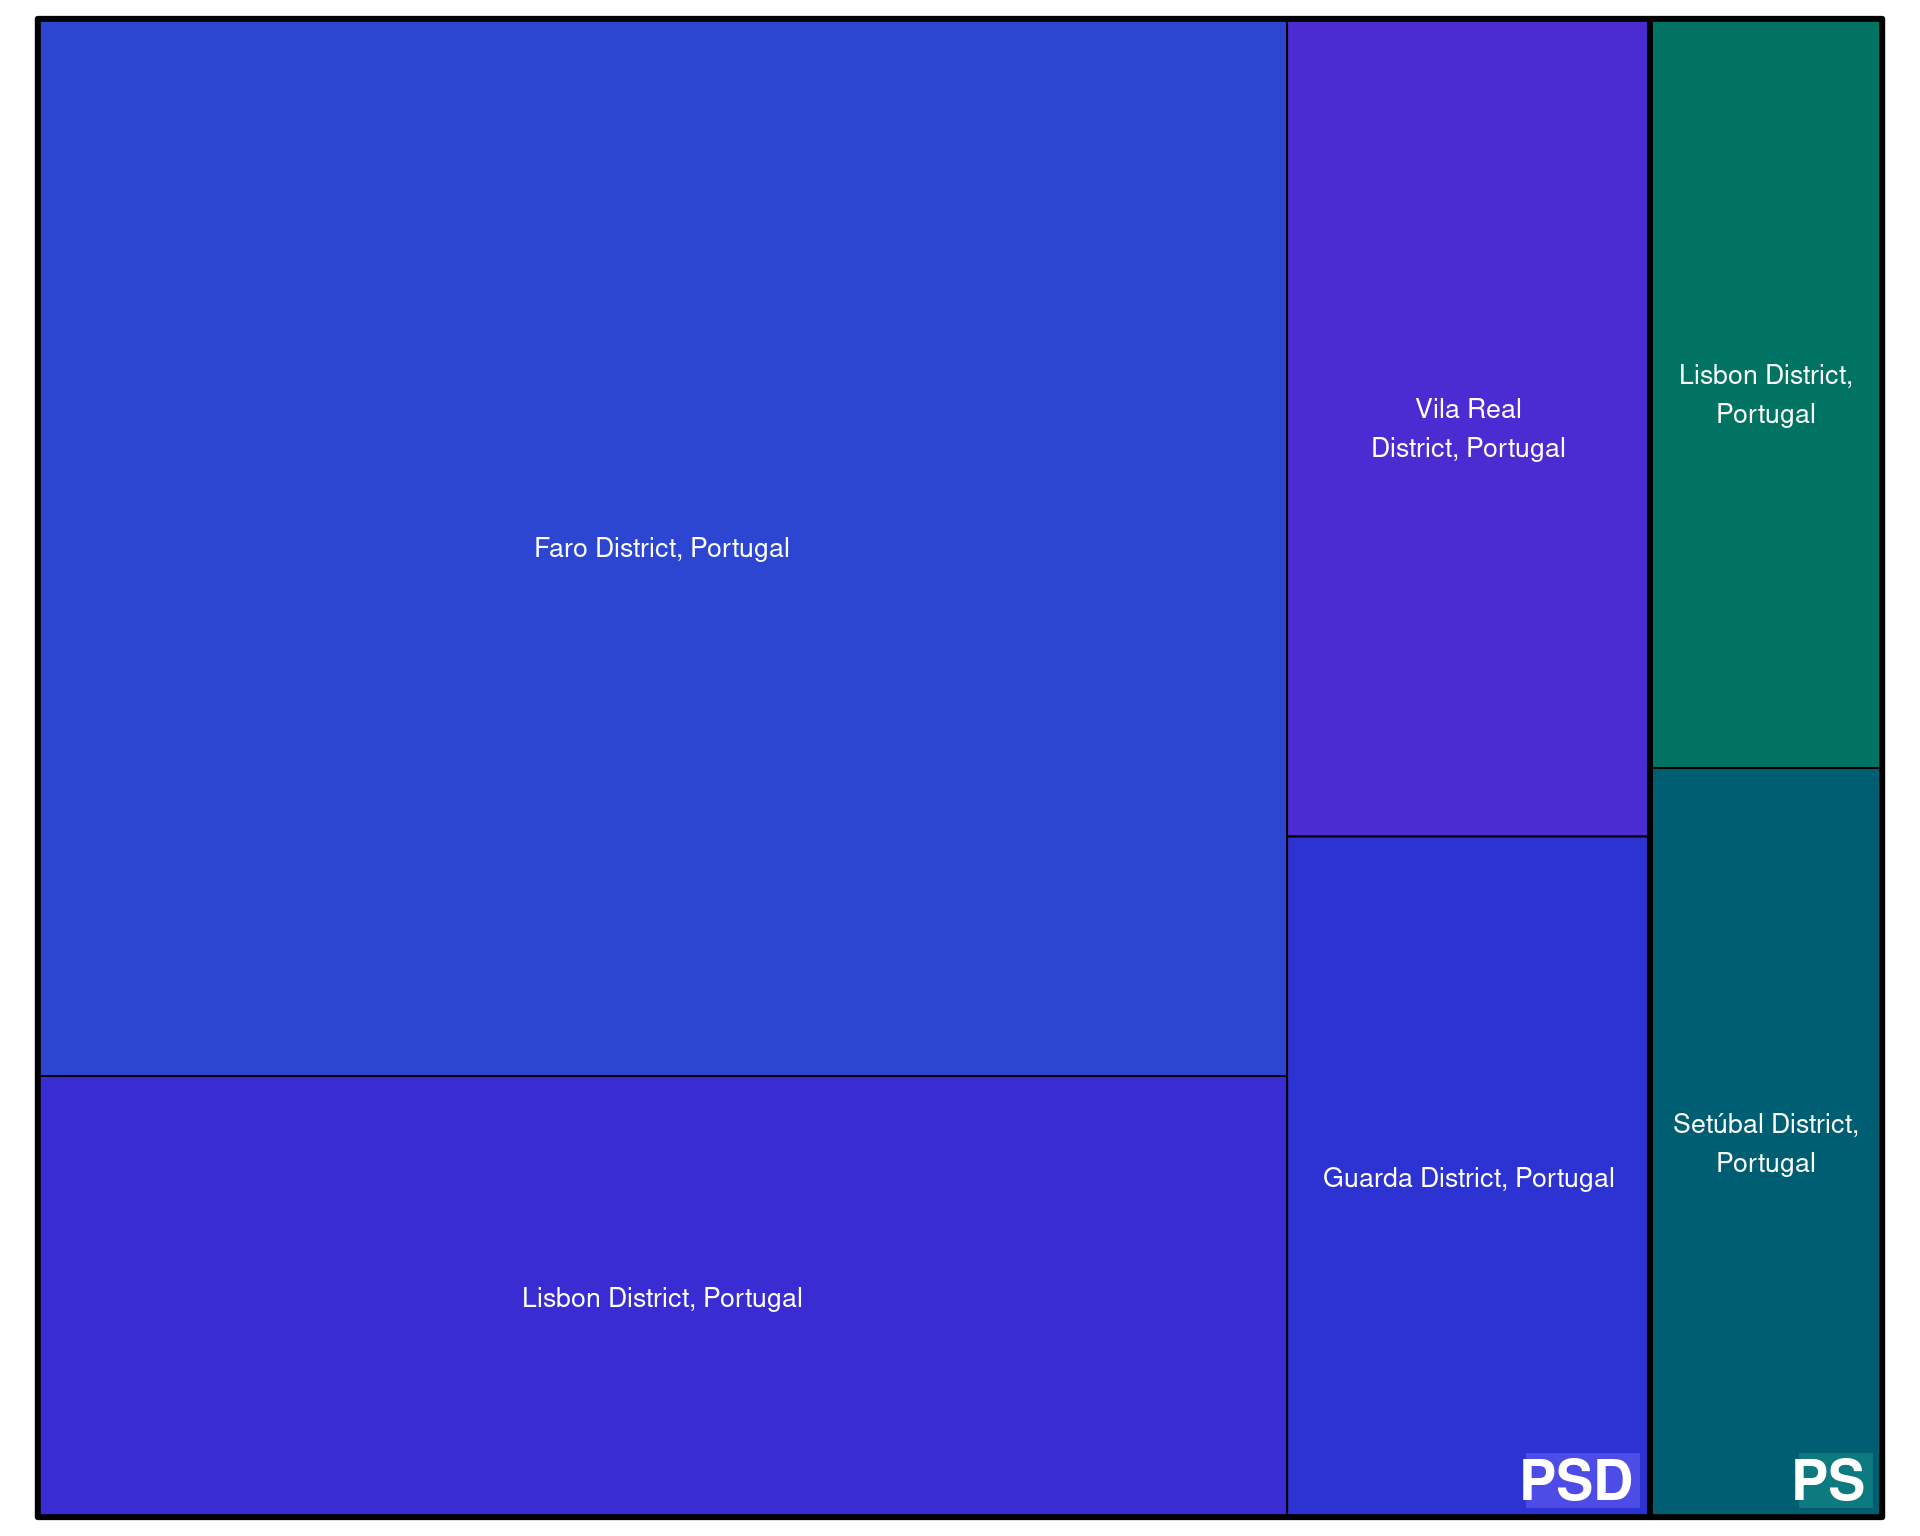 Faro District, Portugal
Lisbon District, Portugal
Vila Real
District, Portugal
Guarda District, Portugal
PSD
Lisbon District,
Portugal
Setúbal District,
Portugal
PS